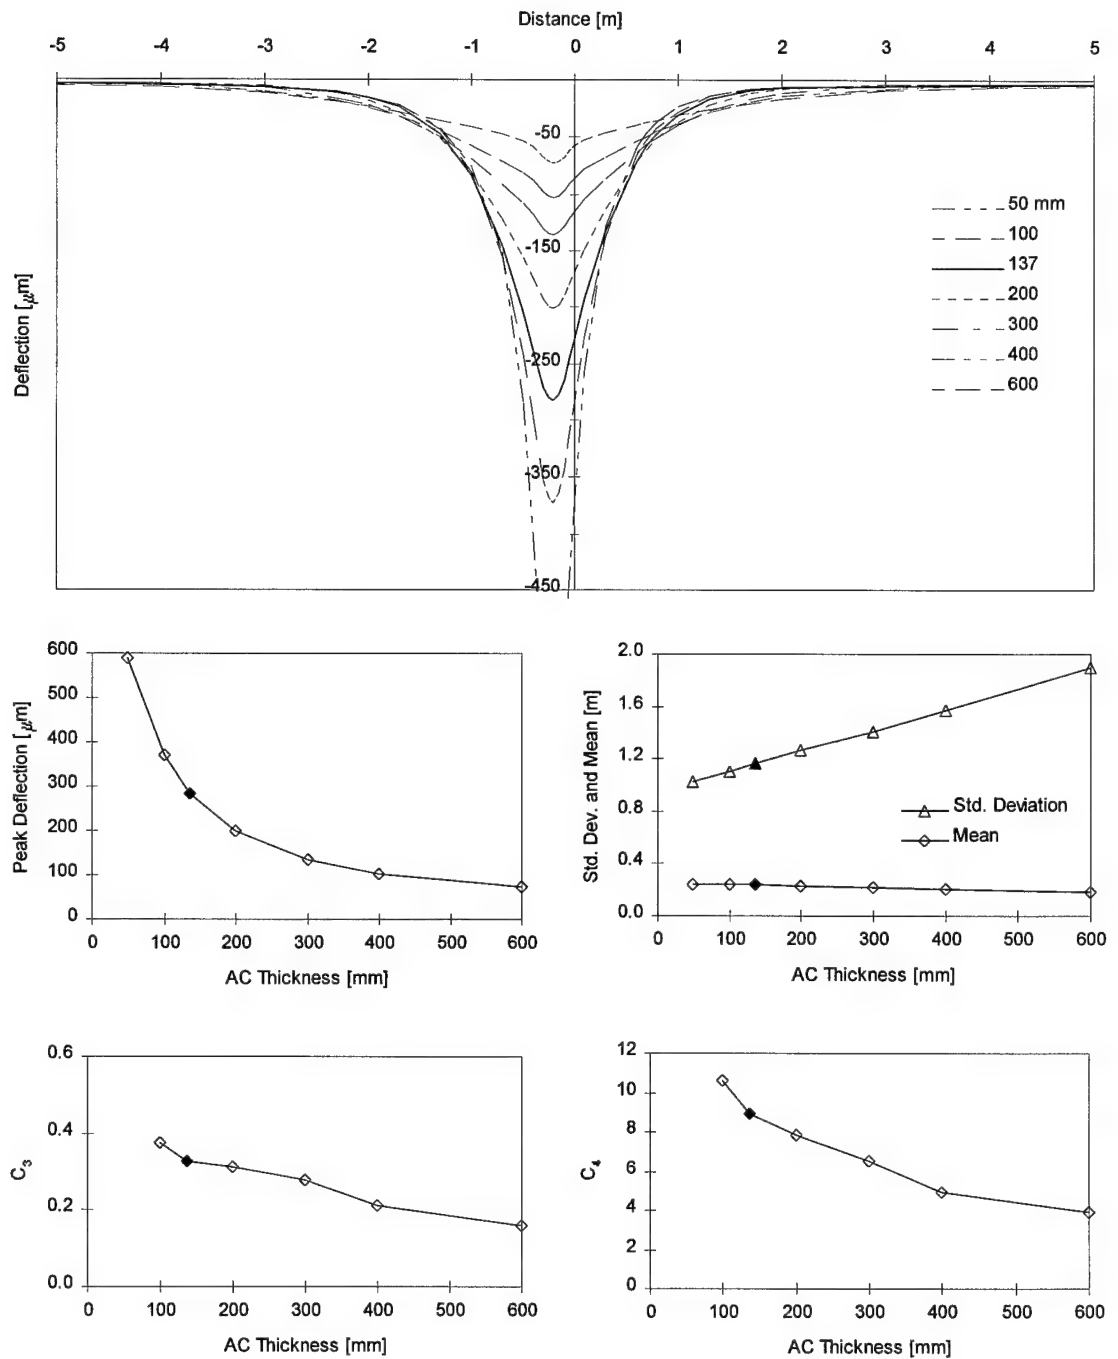 Distance [m]
-5 -4 -3 -2 -1 0 1 2 3 4 5
Deflection [μm]
-50
-150
-250
-350
-450
50 mm
100
137
200
300
400
600
Peak Deflection [μm]
600
500
400
300
200
100
0
0 100 200 300 400 500 600
AC Thickness [mm]
Std. Dev. and Mean [m]
2.0
1.6
1.2
0.8
0.4
0.0
Std. Deviation
Mean
0 100 200 300 400 500 600
AC Thickness [mm]
C₃
0.6
0.4
0.2
0.0
0 100 200 300 400 500 600
AC Thickness [mm]
C₄
12
10
8
6
4
2
0
0 100 200 300 400 500 600
AC Thickness [mm]